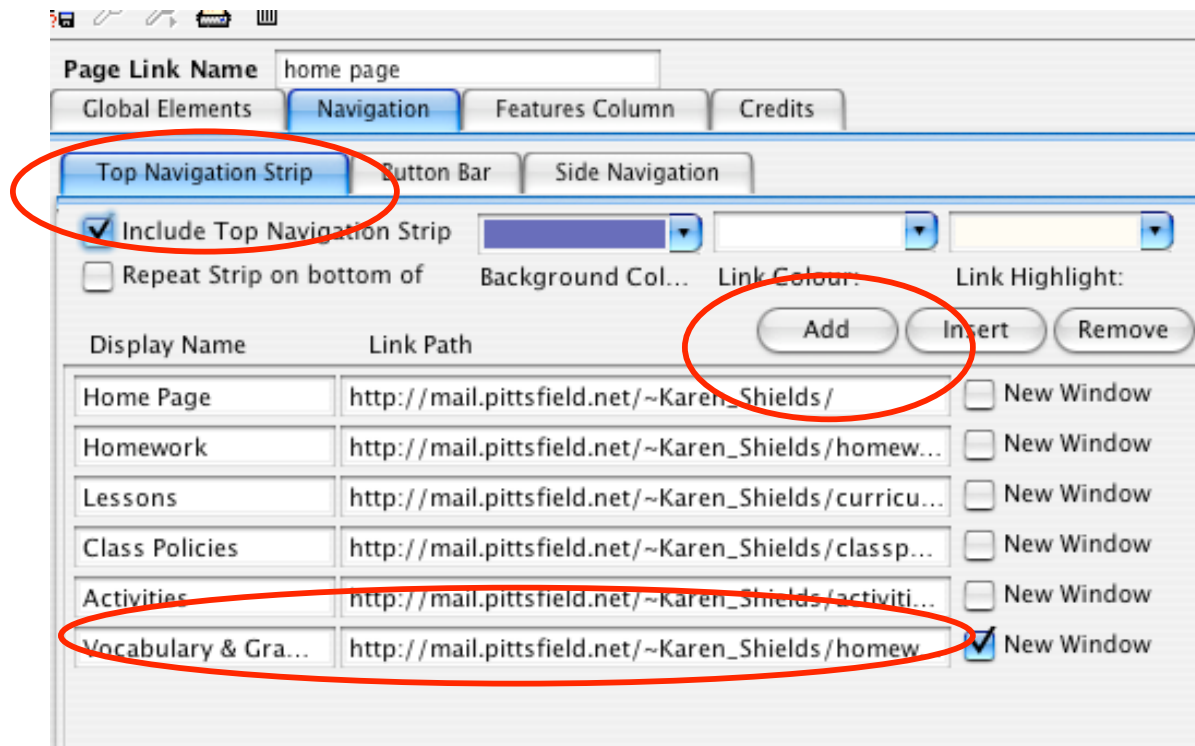 Page Link Name home page
Global Elements Navigation Features Column Credits
Top Navigation Strip Button Bar Side Navigation
Include Top Navigation Strip
Repeat Strip on bottom of Background Col... Link Colour: Link Highlight:
Add Insert Remove
Display Name Link Path
Home Page http://mail.pittsfield.net/~Karen_Shields/ New Window
Homework http://mail.pittsfield.net/~Karen_Shields/homew... New Window
Lessons http://mail.pittsfield.net/~Karen_Shields/curricu... New Window
Class Policies http://mail.pittsfield.net/~Karen_Shields/classp... New Window
Activities http://mail.pittsfield.net/~Karen_Shields/activiti... New Window
Vocabulary & Gra... http://mail.pittsfield.net/~Karen_Shields/homew... New Window